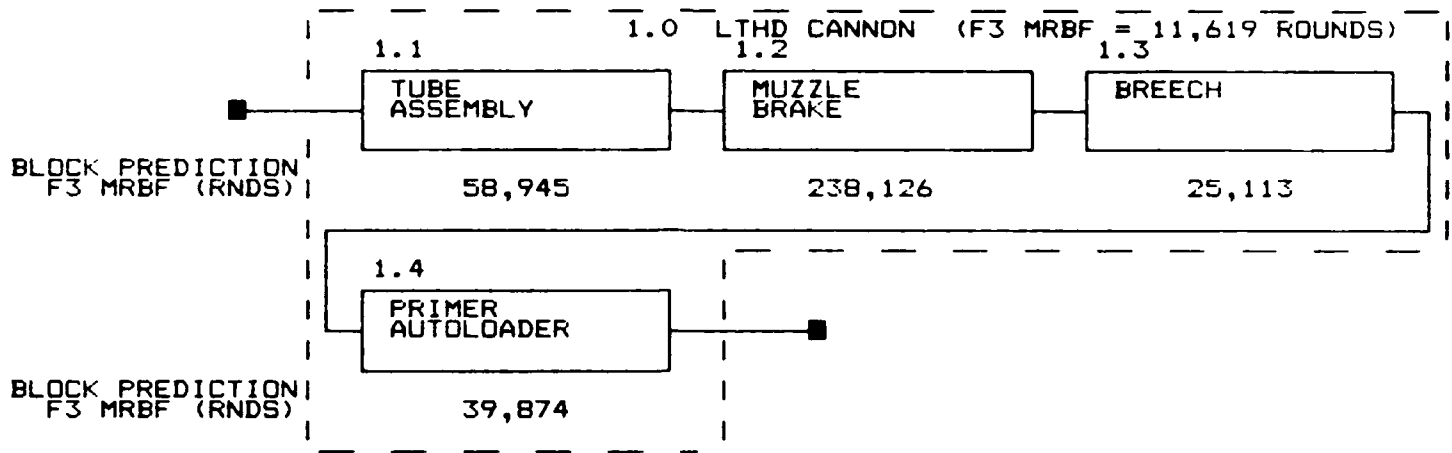 1.0 LTHD CANNON (F3 MRBF = 11,619 ROUNDS)
1.1
1.2
1.3
TUBE
ASSEMBLY
MUZZLE
BRAKE
BREECH
BLOCK PREDICTION
F3 MRBF (RNDS)
58,945
238,126
25,113
1.4
PRIMER
AUTOLOADER
BLOCK PREDICTION
F3 MRBF (RNDS)
39,874